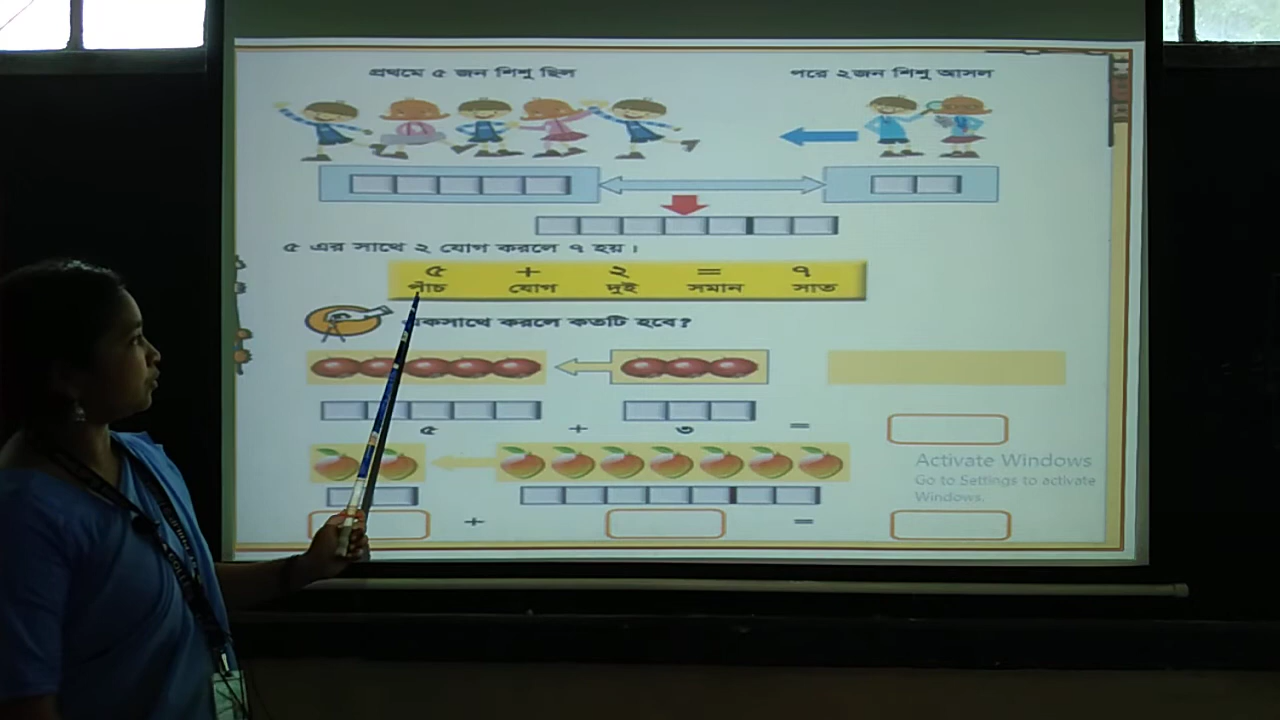 প্রথমে ৫ জন শিশু ছিল
পরে ২জন শিশু আসল
৫ এর সাথে ২ যোগ করলে ৭ হয়।
৫ + ২ = ৭
পাঁচ যোগ দুই সমান সাত
একসাথে করলে কতটি হবে?
৫ + ৩ =
+ =
Activate Windows
Go to Settings to activate
Windows.